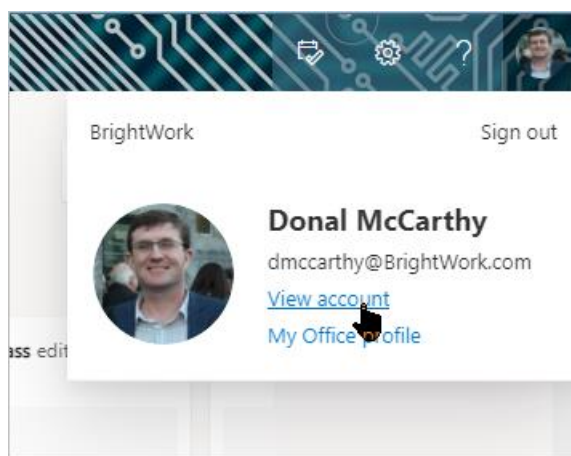 ?
BrightWork
Sign out
Donal McCarthy
dmccarthy@BrightWork.com
View account
My Office profile
ass edit